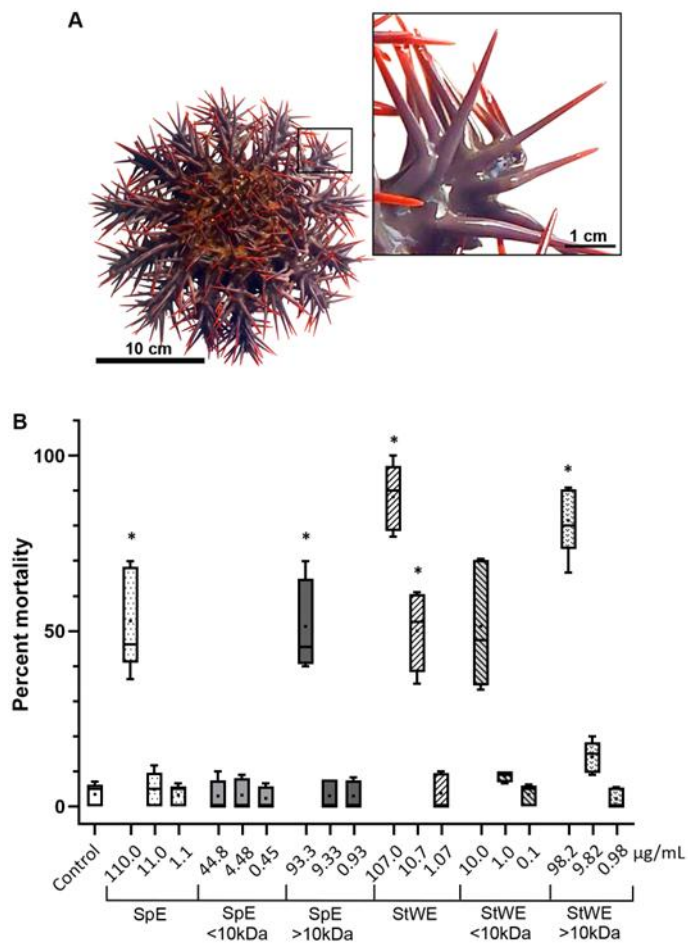 A
1 cm
10 cm
B
Percent mortality
100
50
0
*
*
*
*
*
Control
110.0
11.0
1.1
44.8
4.48
0.45
93.3
9.33
0.93
107.0
10.7
1.07
10.0
1.0
0.1
98.2
9.82
0.98
µg/mL
SpE
SpE
<10kDa
SpE
>10kDa
StWE
StWE
<10kDa
StWE
>10kDa